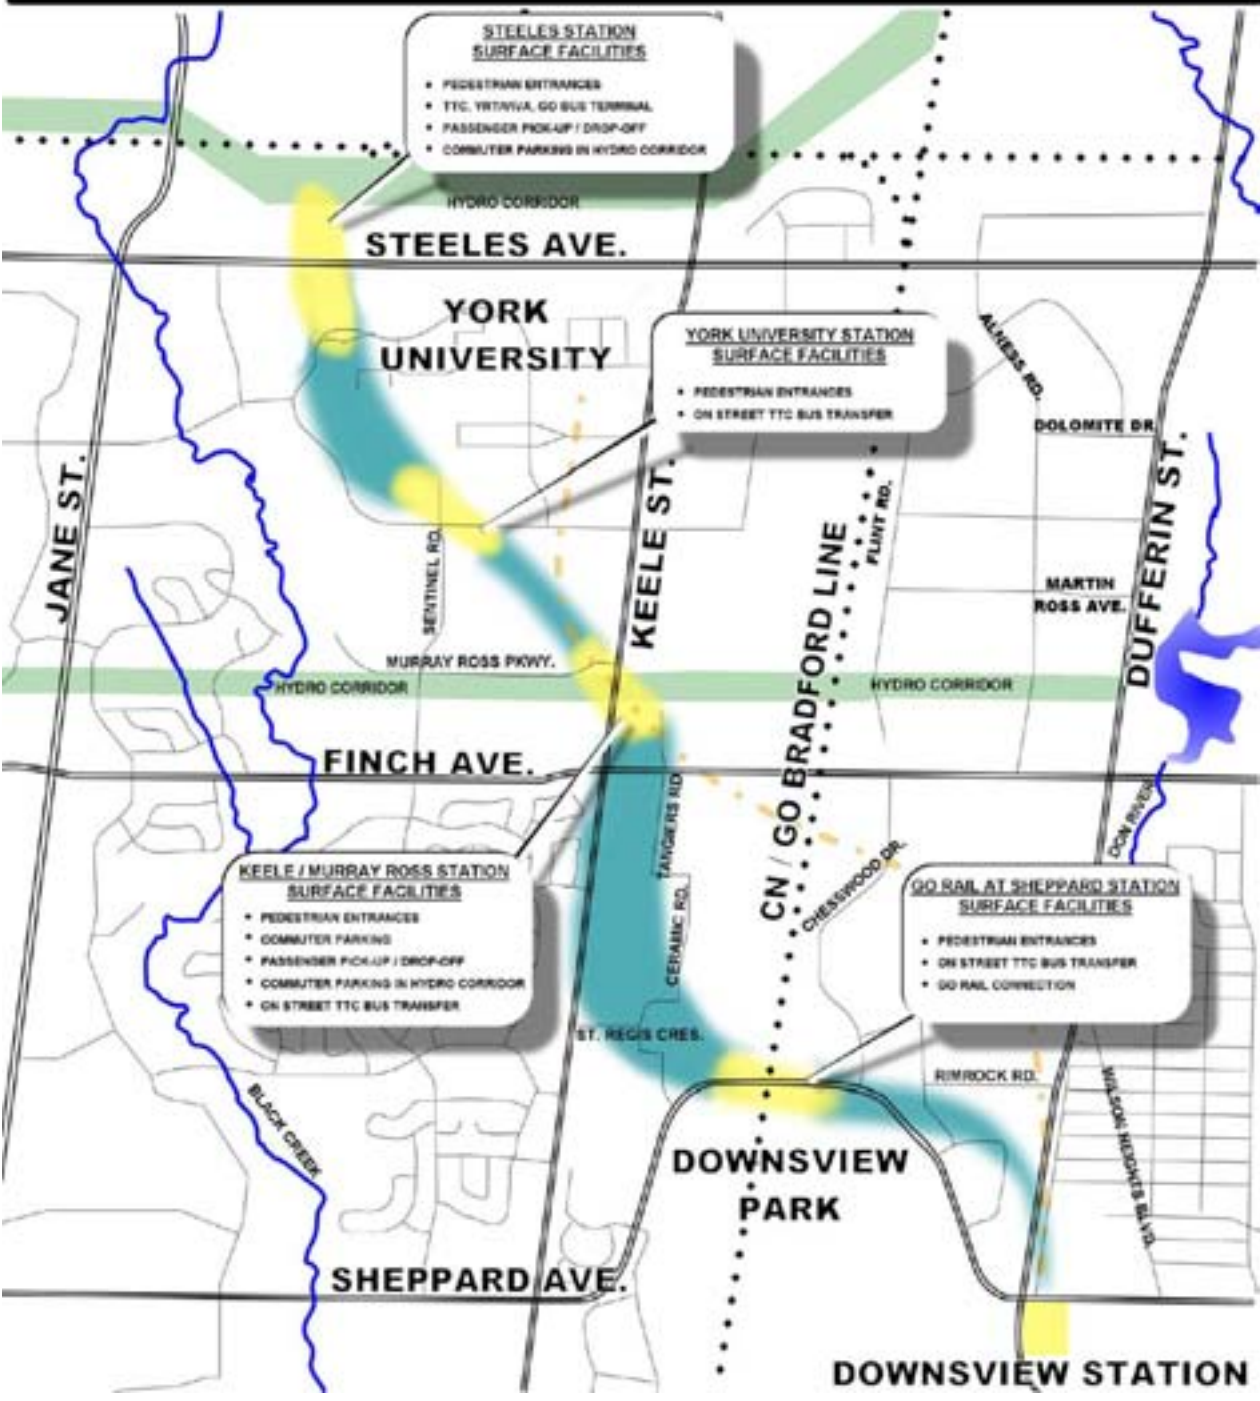 STEELES STATION
SURFACE FACILITIES
• PEDESTRIAN ENTRANCES
• TTC, YRT/VIVA, GO BUS TERMINAL
• PASSENGER PICK-UP / DROP-OFF
• COMMUTER PARKING IN HYDRO CORRIDOR
HYDRO CORRIDOR
STEELES AVE.
YORK
UNIVERSITY
YORK UNIVERSITY STATION
SURFACE FACILITIES
• PEDESTRIAN ENTRANCES
• ON STREET TTC BUS TRANSFER
ALNESS RD.
DOLOMITE DR.
JANE ST.
KEELE ST.
DUFFERIN ST.
FLINT RD.
SENTINEL RD.
CN / GO BRADFORD LINE
MARTIN
ROSS AVE.
MURRAY ROSS PKWY.
HYDRO CORRIDOR
HYDRO CORRIDOR
FINCH AVE.
TANGIERS RD.
DON RIVER
CHESSWOOD DR.
KEELE / MURRAY ROSS STATION
SURFACE FACILITIES
• PEDESTRIAN ENTRANCES
• COMMUTER PARKING
• PASSENGER PICK-UP / DROP-OFF
• COMMUTER PARKING IN HYDRO CORRIDOR
• ON STREET TTC BUS TRANSFER
GO RAIL AT SHEPPARD STATION
SURFACE FACILITIES
• PEDESTRIAN ENTRANCES
• ON STREET TTC BUS TRANSFER
• GO RAIL CONNECTION
CERAMIC RD.
ST. REGIS CRES.
RIMROCK RD.
BLACK CREEK
WILSON HEIGHTS BLVD.
DOWNSVIEW
PARK
SHEPPARD AVE.
DOWNSVIEW STATION